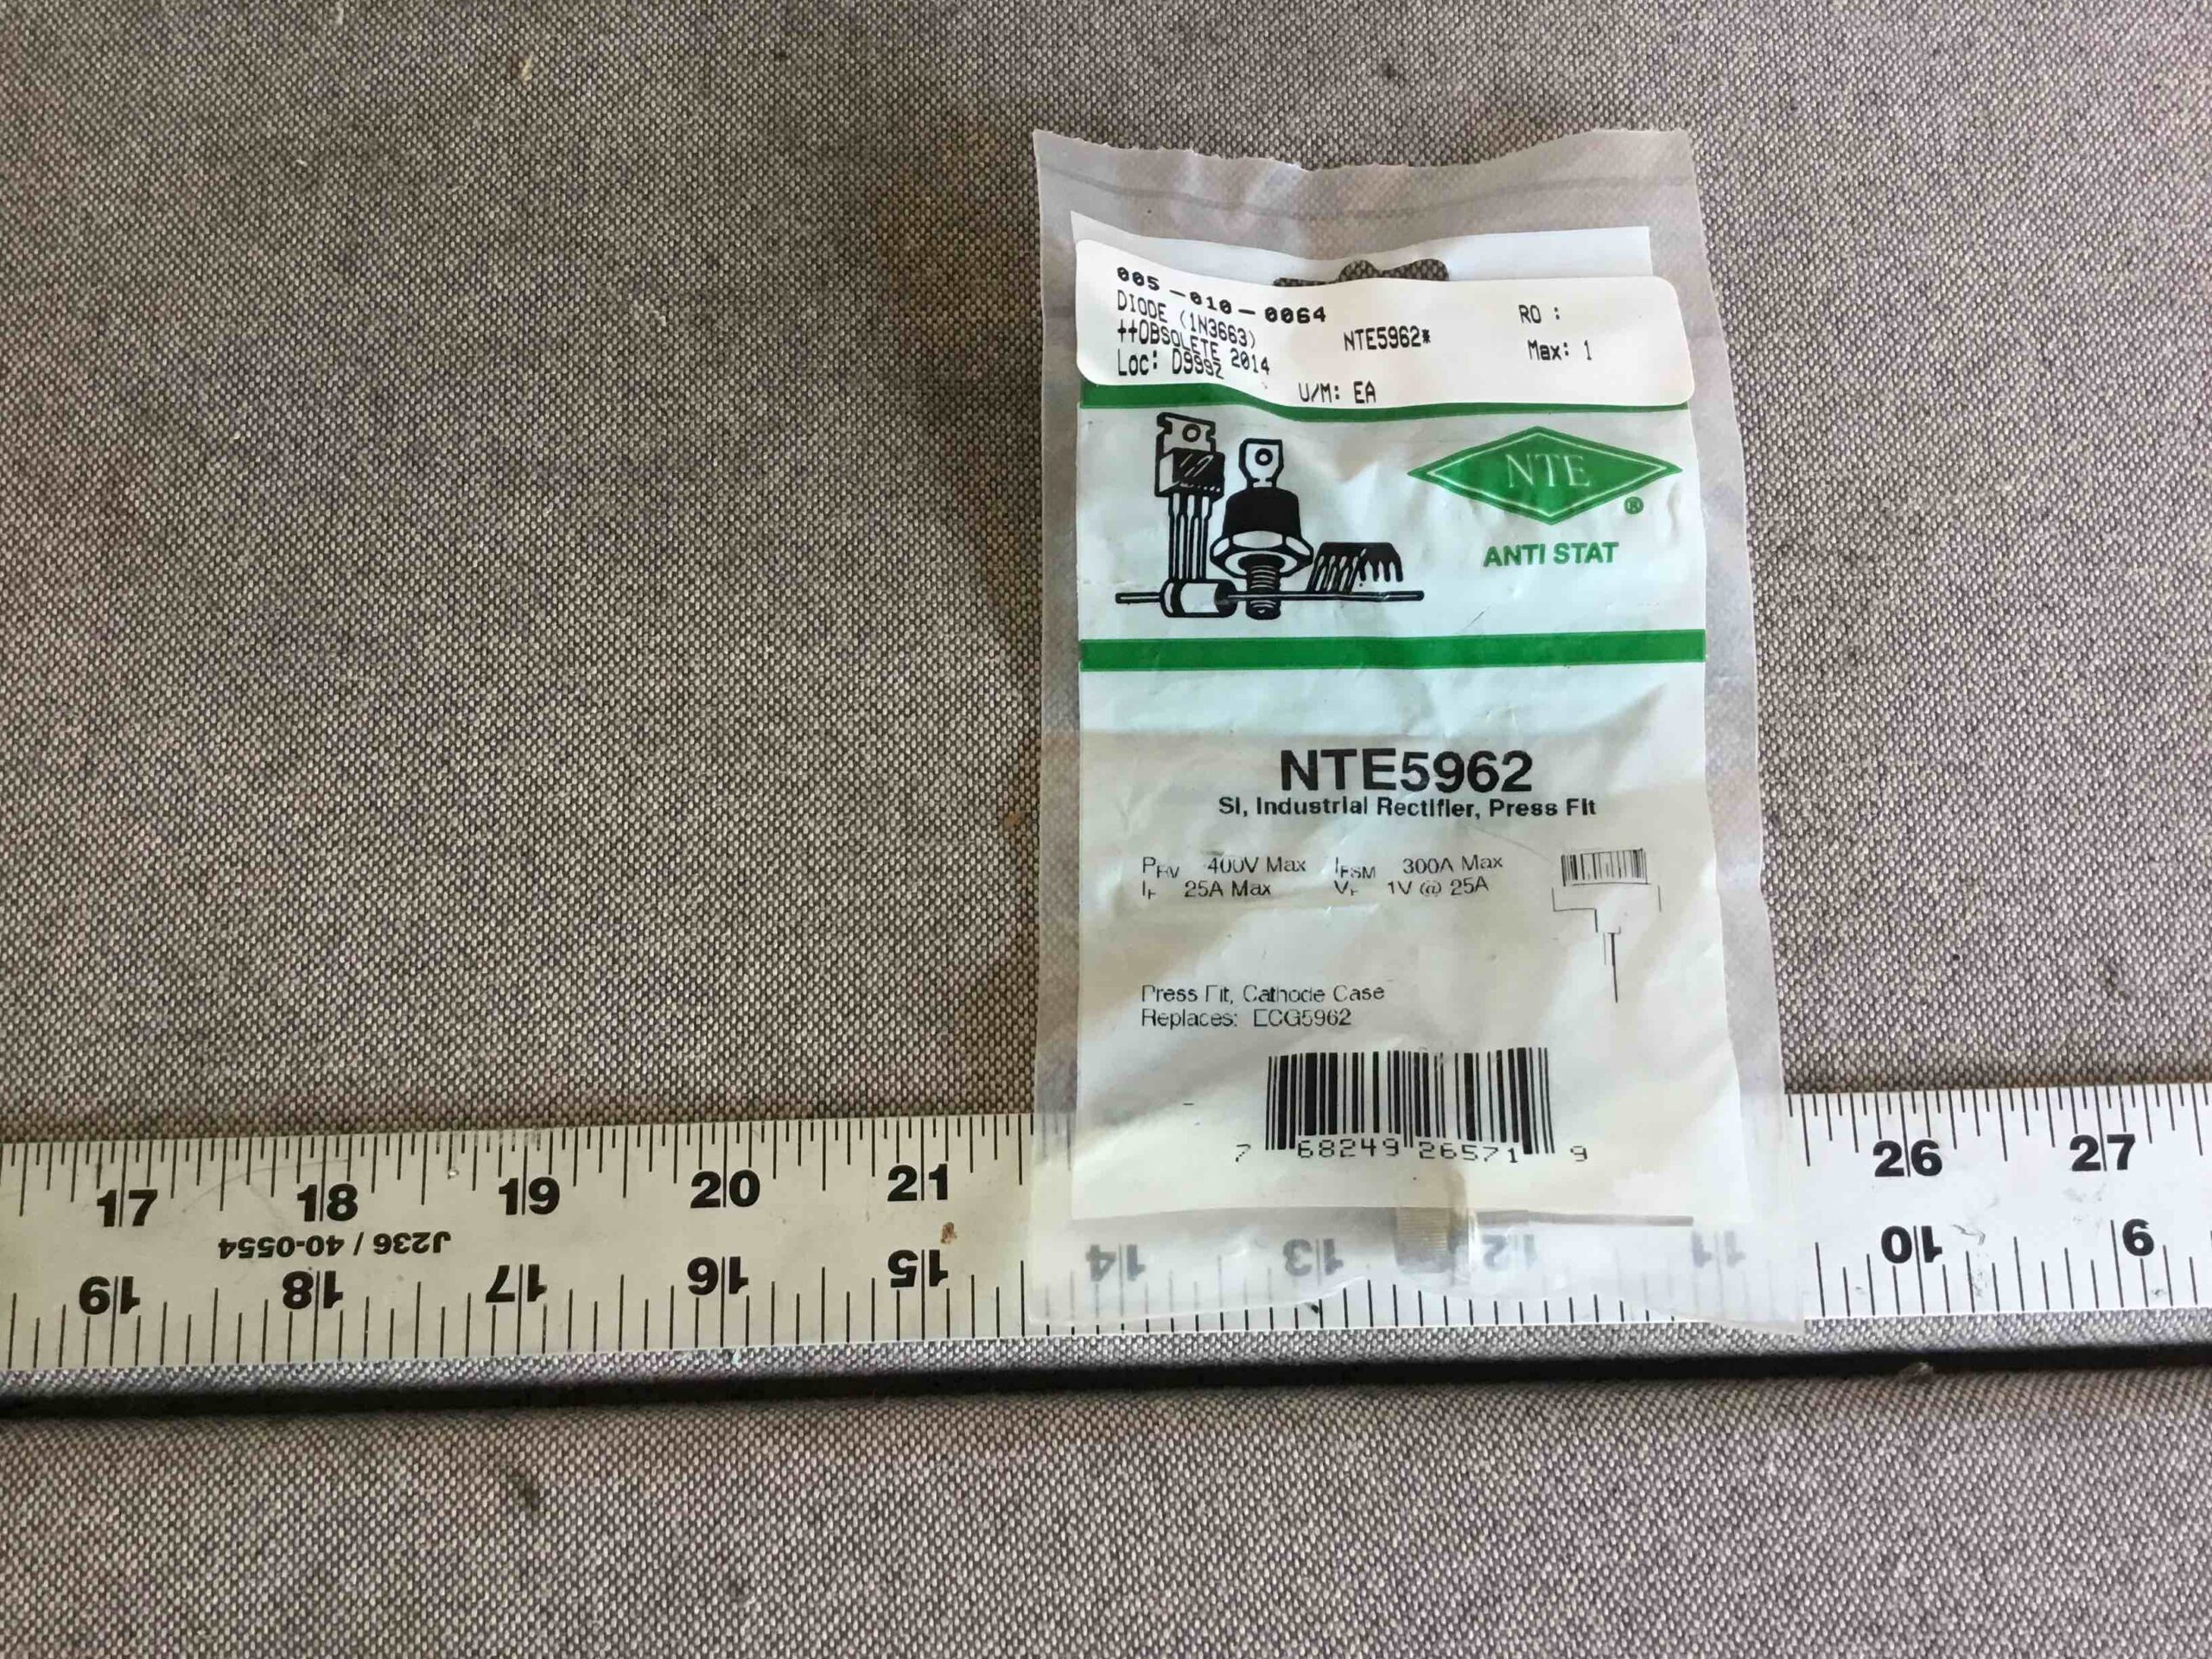 005-010-0064
DIODE (1N3663)
NTE5962*
RO :
‡‡OBSOLETE 2014
Max: 1
Loc: D999Z
U/M: EA
NTE
®
ANTI STAT
NTE5962
SI, Industrial Rectifier, Press Fit
PRV 400V Max IFSM 300A Max
IF 25A Max VF 1V @ 25A
Press Fit, Cathode Case
Replaces: ECG5962
7 68249 26571 9
17 18 19 20 21 26 27
J236 / 40-0554
19 18 17 16 15 14 13 12 11 10 9